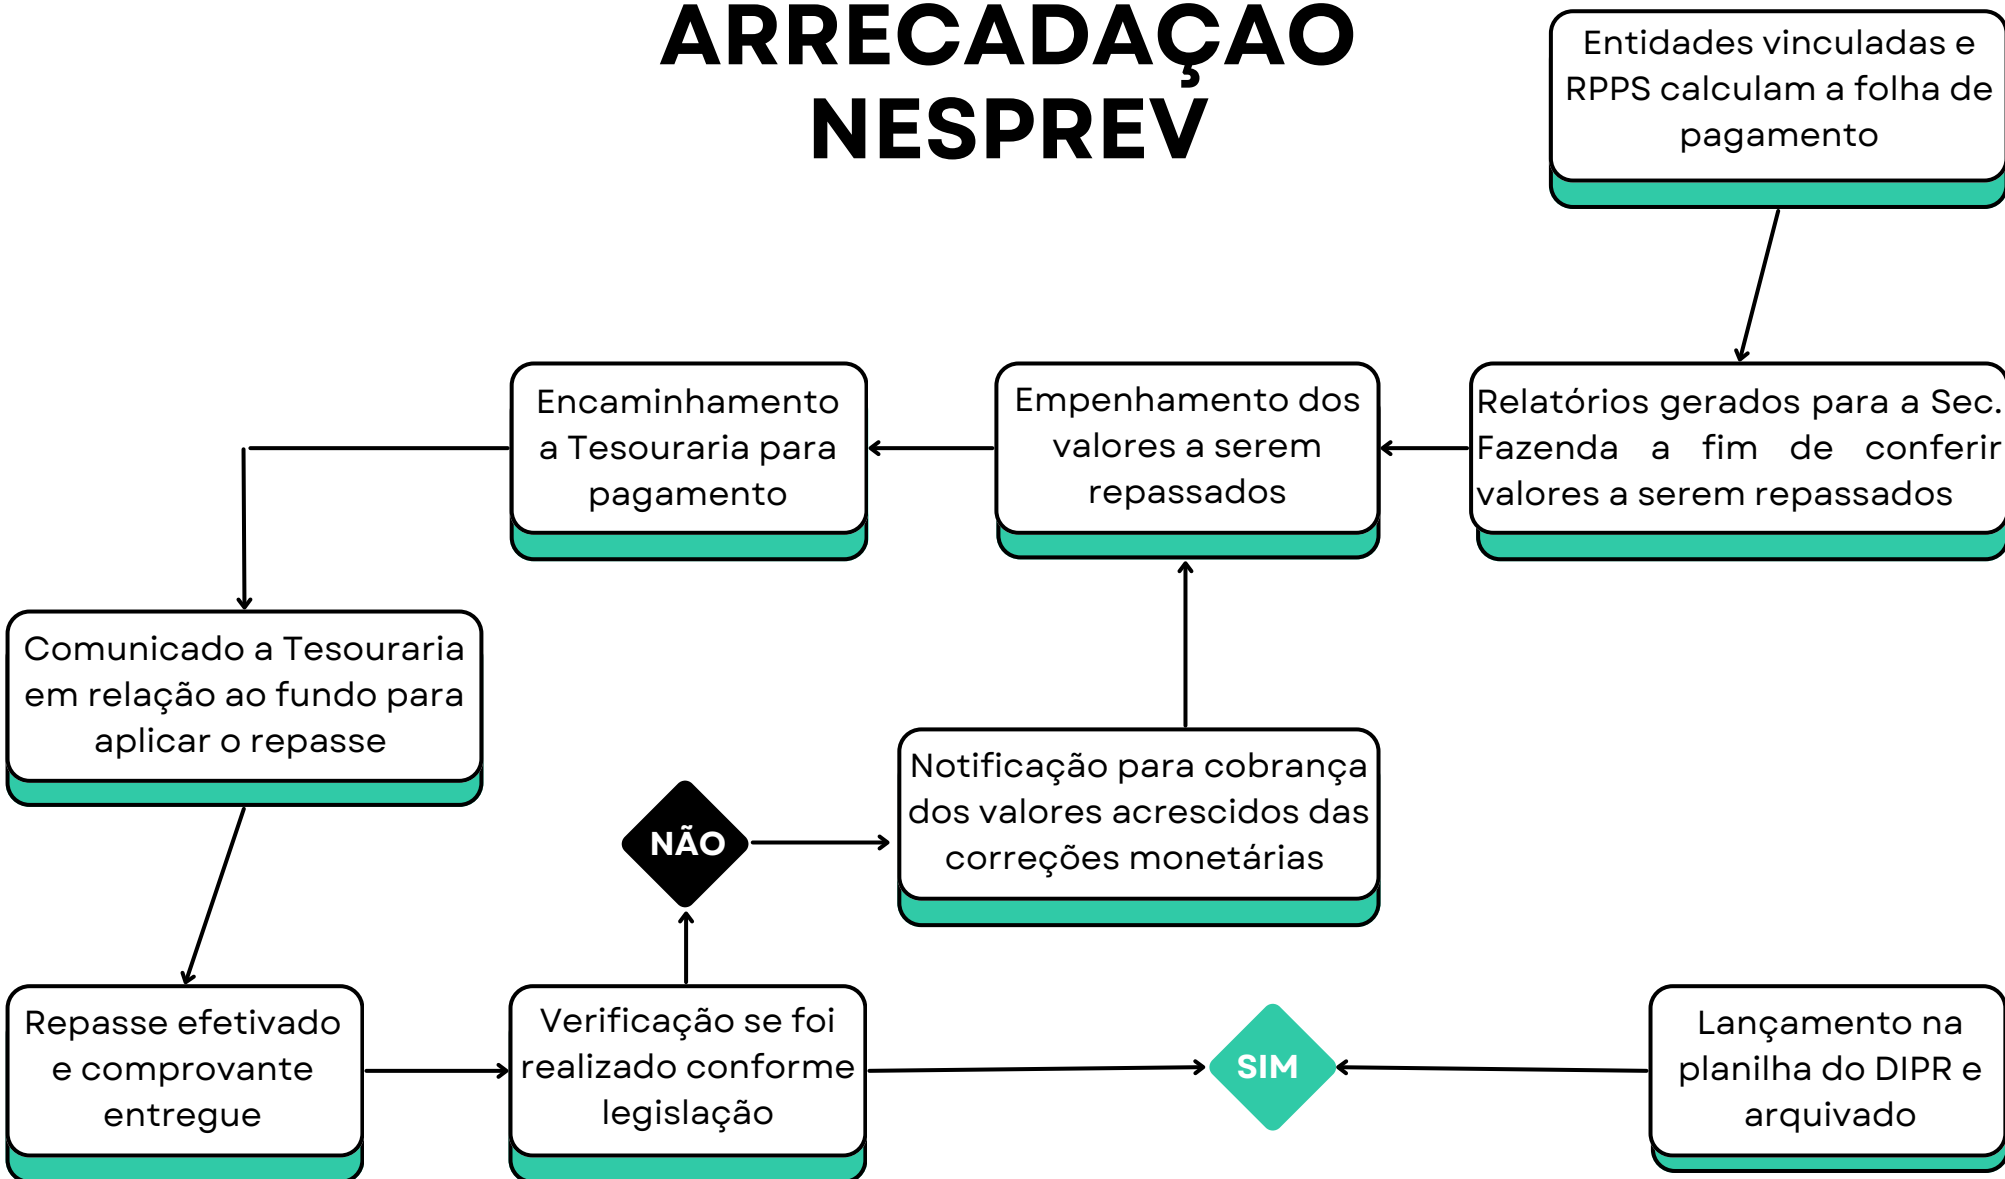 ARRECADAÇAO
NESPREV
Entidades vinculadas e
RPPS calculam a folha de
pagamento
Encaminhamento
a Tesouraria para
pagamento
Empenhamento dos
valores a serem
repassados
Relatórios gerados para a Sec.
Fazenda a fim de conferir
valores a serem repassados
Comunicado a Tesouraria
em relação ao fundo para
aplicar o repasse
NÃO
Notificação para cobrança
dos valores acrescidos das
correções monetárias
Repasse efetivado
e comprovante
entregue
Verificação se foi
realizado conforme
legislação
SIM
Lançamento na
planilha do DIPR e
arquivado